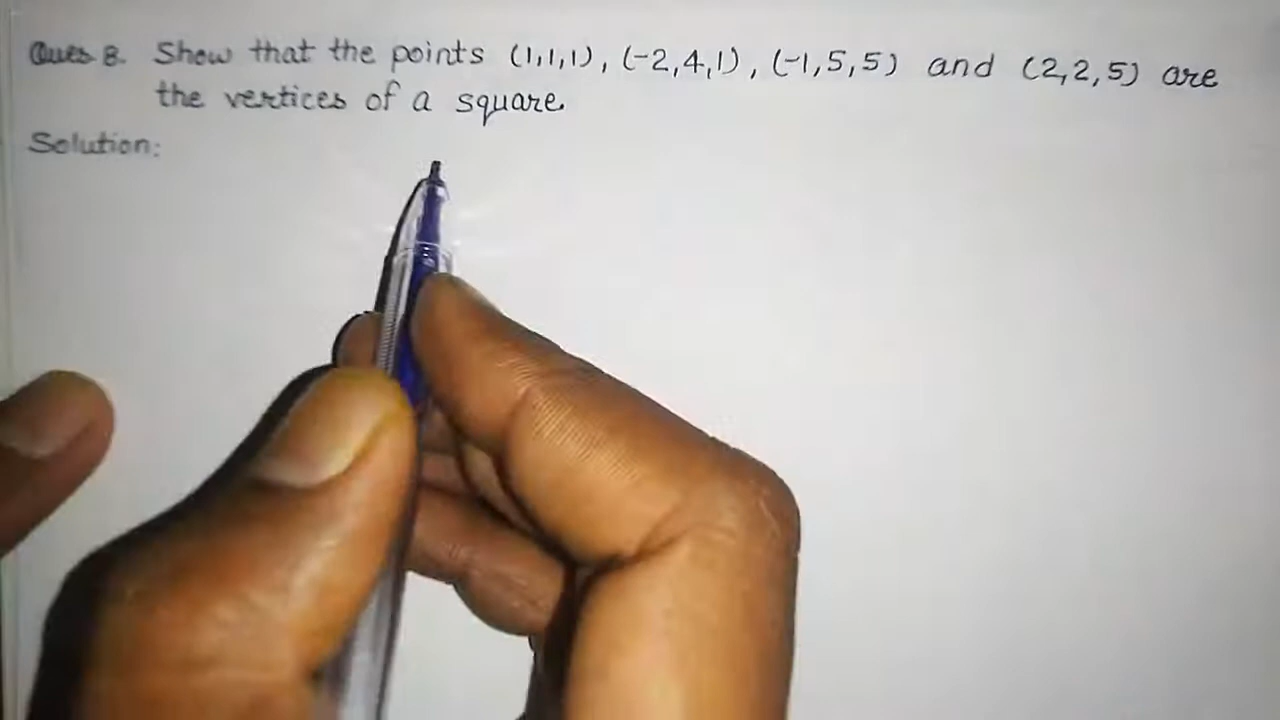 Ques 8. Show that the points (1,1,1), (-2,4,1), (-1,5,5) and (2,2,5) are
the vertices of a square.
Solution: